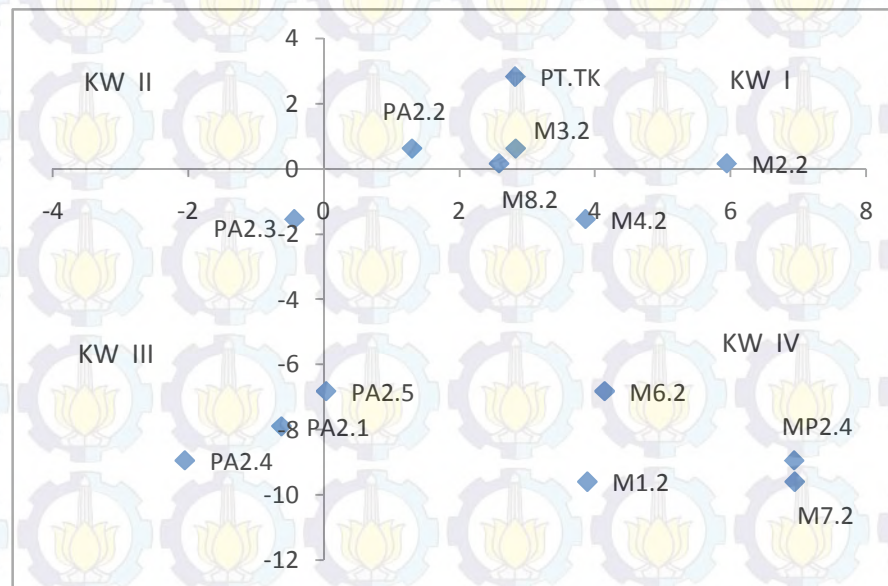 4
KW II
PT.TK
KW I
2
PA2.2
M3.2
0
M2.2
-4
-2
0
2
4
6
8
M8.2
PA2.3
-2
M4.2
-4
KW III
KW IV
-6
PA2.5
M6.2
-8
PA2.1
MP2.4
PA2.4
-10
M1.2
M7.2
-12